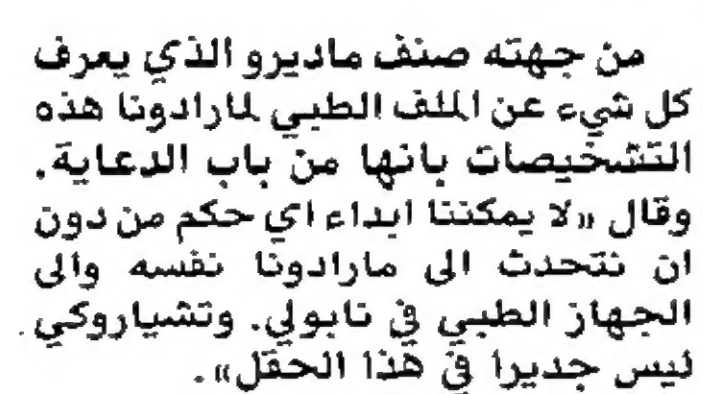 من جهته صنف ماديرو الذي يعرف
كل شيء عن الملف الطبي لمارادونا هذه
التشخيصات بانها من باب الدعاية.
وقال «لا يمكننا ابداء اي حكم من دون
ان نتحدث الى مارادونا نفسه والى
الجهاز الطبي في نابولي. وتشياروكي
ليس جديرا في هذا الحقل».